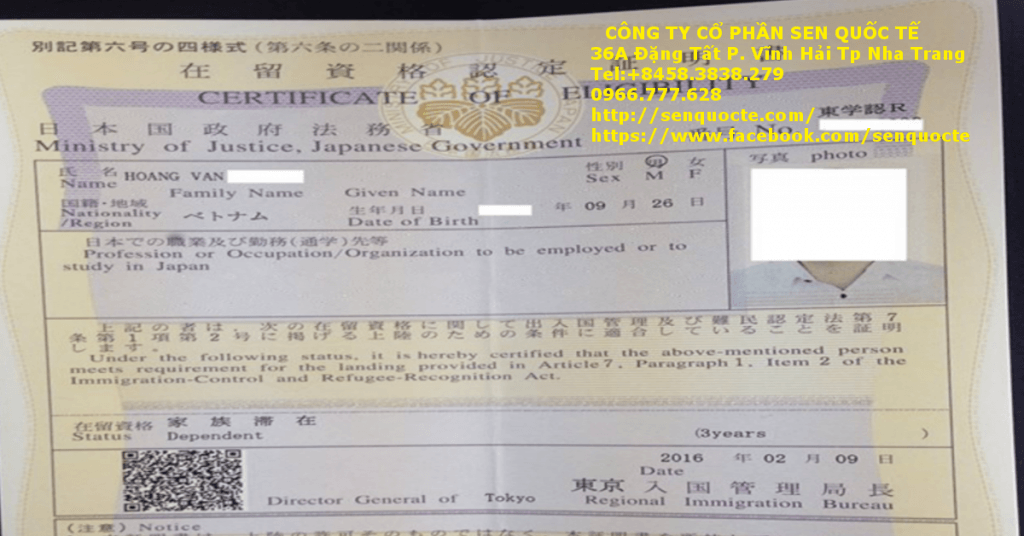 CÔNG TY CỔ PHẦN SEN QUỐC TẾ
36A Đặng Tất P. Vĩnh Hải Tp Nha Trang
Tel:+8458.3838.279
0966.777.628
http://senquocte.com/
https://www.facebook.com/senquocte
別記第六号の四様式(第六条の二関係)
在留資格認定証明書
CERTIFICATE OF ELIGIBILITY
東学認R
日本国政府法務省
No.
Ministry of Justice, Japanese Government
氏名 HOANG VAN
Name
Family Name Given Name
性別 男 女
Sex M F
写真 photo
国籍・地域 ベトナム
Nationality
/Region
生年月日 年 09 月 26 日
Date of Birth
日本での職業及び勤務(通学)先等
Profession or Occupation/Organization to be employed or to
study in Japan
上記の者は、次の在留資格に関して出入国管理及び難民認定法第7
条第1項第2号に掲げる上陸のための条件に適合していることを証明
します。
Under the following status, it is hereby certified that the above-mentioned person
meets requirement for the landing provided in Article 7, Paragraph 1, Item 2 of the
Immigration-Control and Refugee-Recognition Act.
在留資格 家族滞在
Status Dependent
(3years )
2016 年 02 月 09 日
Date
東京入国管理局長
Director General of Tokyo Regional Immigration Bureau
(注意) Notice